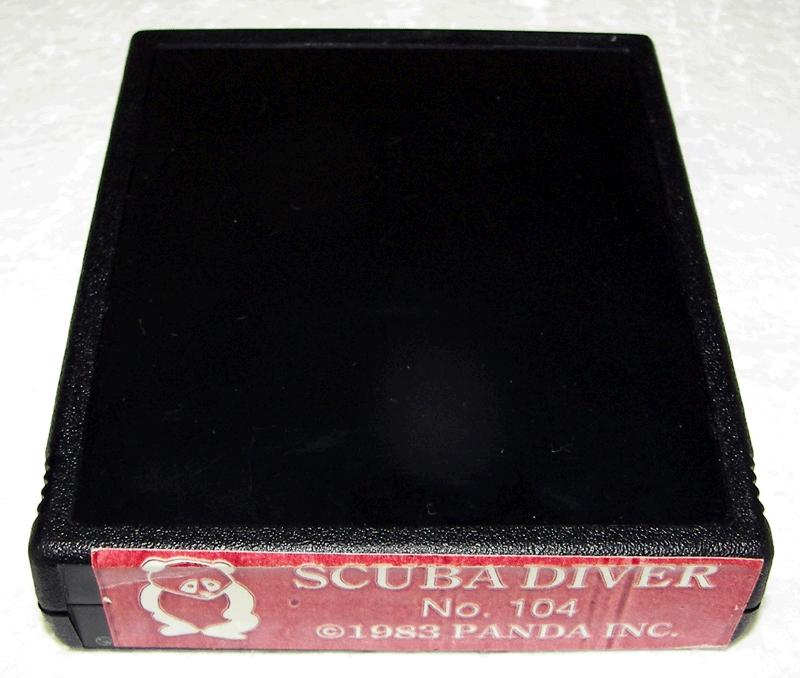 SCUBA DIVER
No. 104
©1983 PANDA INC.